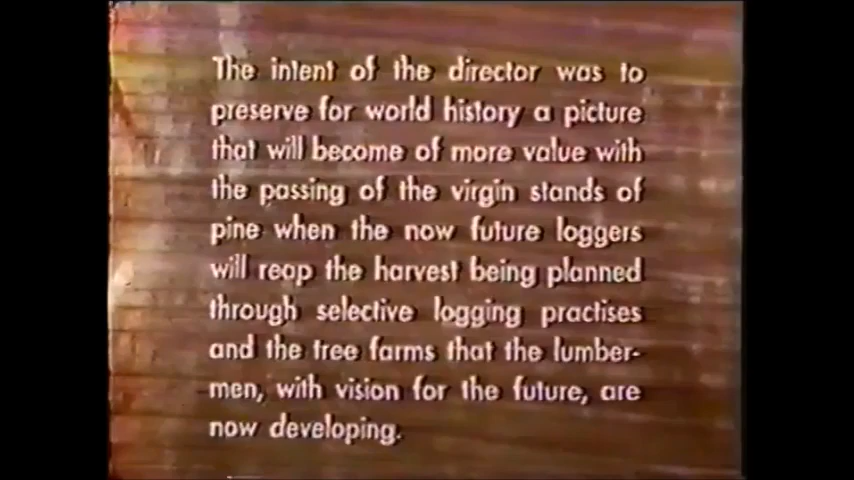 The intent of the director was to
preserve for world history a picture
that will become of more value with
the passing of the virgin stands of
pine when the now future loggers
will reap the harvest being planned
through selective logging practises
and the tree farms that the lumber-
men, with vision for the future, are
now developing.